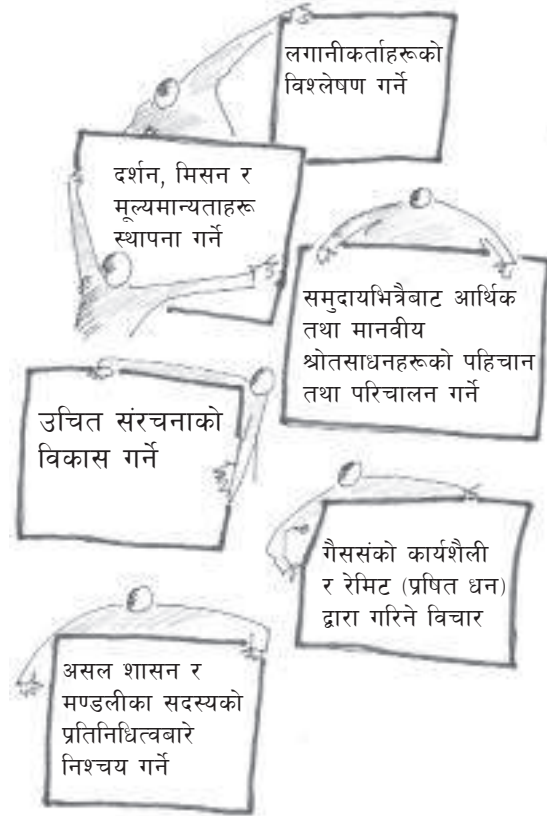 लगानीकर्ताहरूको
विश्लेषण गर्ने
दर्शन, मिसन र
मूल्यमान्यताहरू
स्थापना गर्ने
समुदायभित्रैबाट आर्थिक
तथा मानवीय
श्रोतसाधनहरूको पहिचान
तथा परिचालन गर्ने
उचित संरचनाको
विकास गर्ने
गैससंको कार्यशैली
र रेमिट (प्रषित धन)
द्वारा गरिने विचार
असल शासन र
मण्डलीका सदस्यको
प्रतिनिधित्वबारे
निश्चय गर्ने